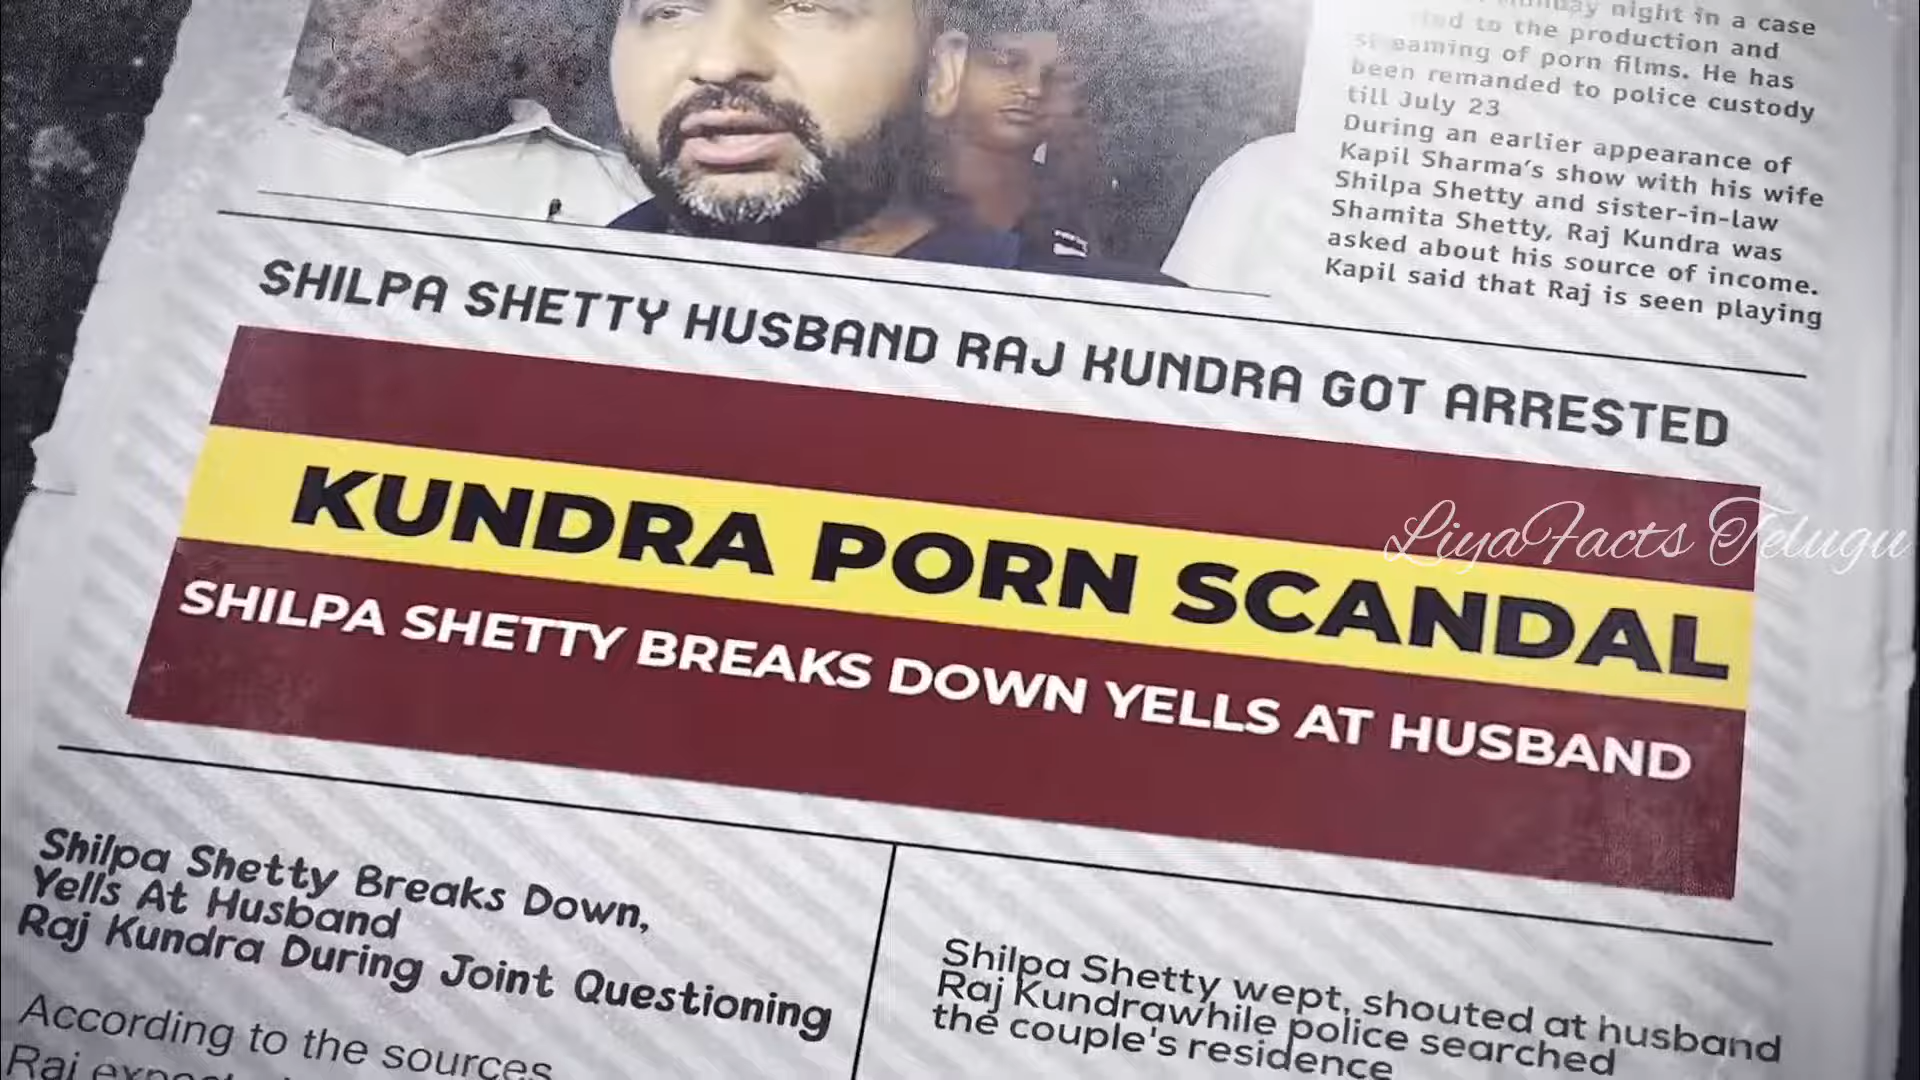 night in a case
to the production and
streaming of porn films. He has
been remanded to police custody
till July 23
During an earlier appearance of
Kapil Sharma's show with his wife
Shilpa Shetty and sister-in-law
Shamita Shetty, Raj Kundra was
asked about his source of income.
Kapil said that Raj is seen playing
SHILPA SHETTY HUSBAND RAJ KUNDRA GOT ARRESTED
KUNDRA PORN SCANDAL
SHILPA SHETTY BREAKS DOWN YELLS AT HUSBAND
LiyaFacts Telugu
Shilpa Shetty Breaks Down,
Yells At Husband
Raj Kundra During Joint Questioning
According to the sources
Raj
Shilpa Shetty wept, shouted at husband
Raj Kundrawhile police searched
the couple's residence